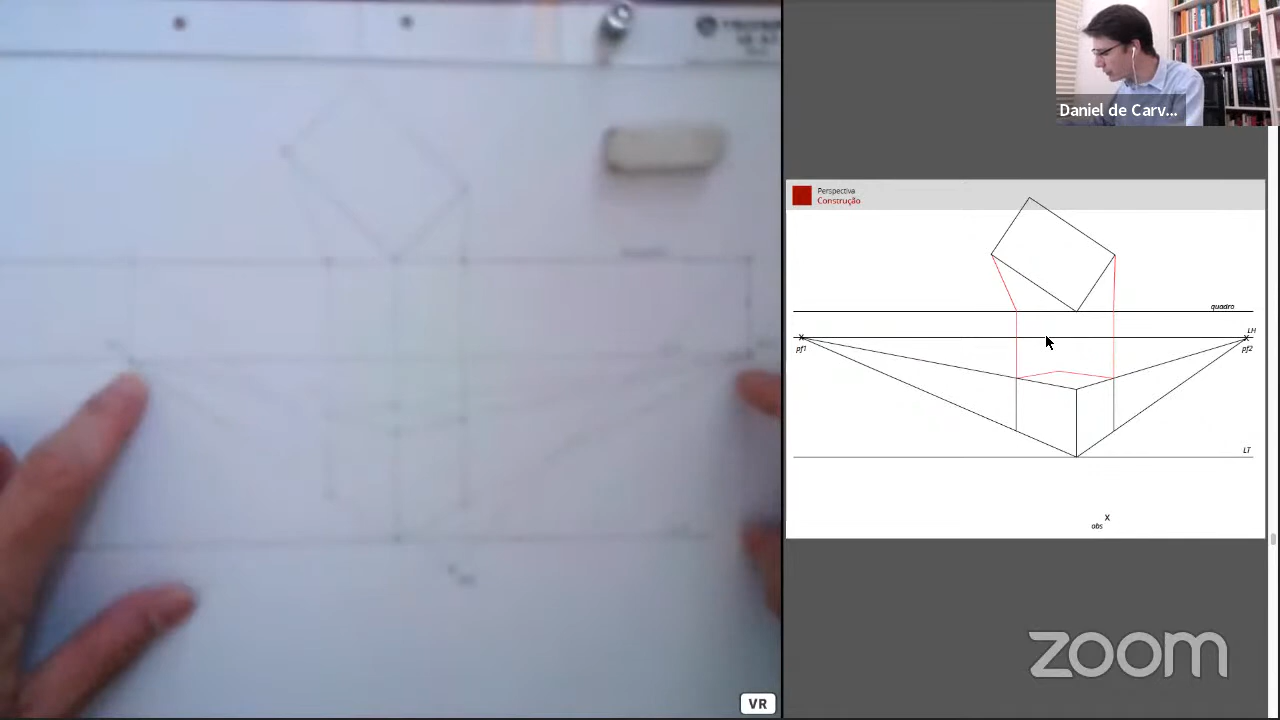 Daniel de Carv...
Perspectiva
Construção
quadro
LH
x
x
pf1
pf2
LT
x
obs
zoom
VR